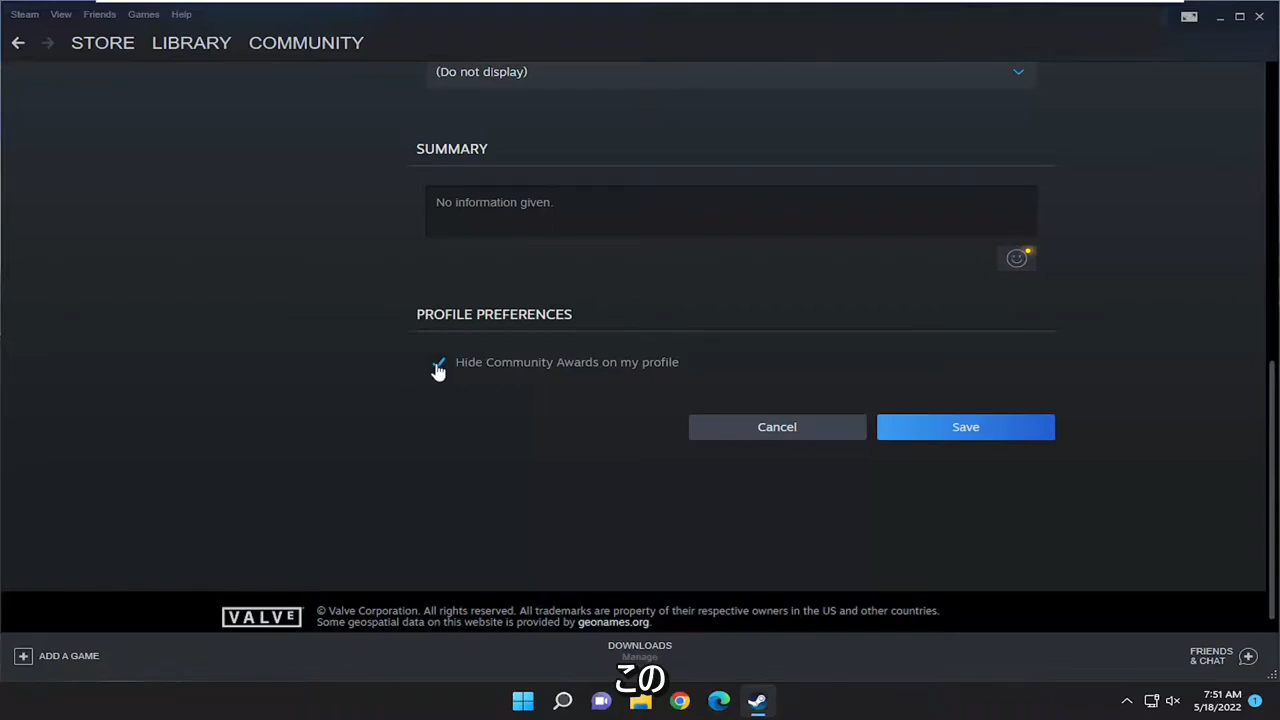 Steam View Friends Games Help
STORE LIBRARY COMMUNITY
(Do not display)
SUMMARY
No information given.
PROFILE PREFERENCES
Hide Community Awards on my profile
Cancel Save
VALVE
© Valve Corporation. All rights reserved. All trademarks are property of their respective owners in the US and other countries.
Some geospatial data on this website is provided by geonames.org.
ADD A GAME
DOWNLOADS
Manage
FRIENDS
& CHAT
この
7:51 AM
5/18/2022
1